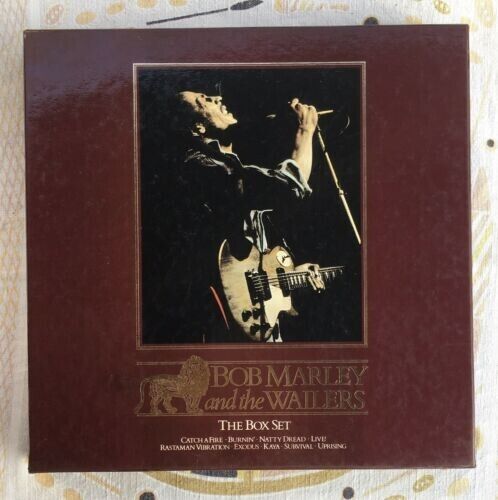 BOB MARLEY
and the WAILERS
THE BOX SET
CATCH A FIRE · BURNIN' · NATTY DREAD · LIVE!
RASTAMAN VIBRATION · EXODUS · KAYA · SURVIVAL · UPRISING